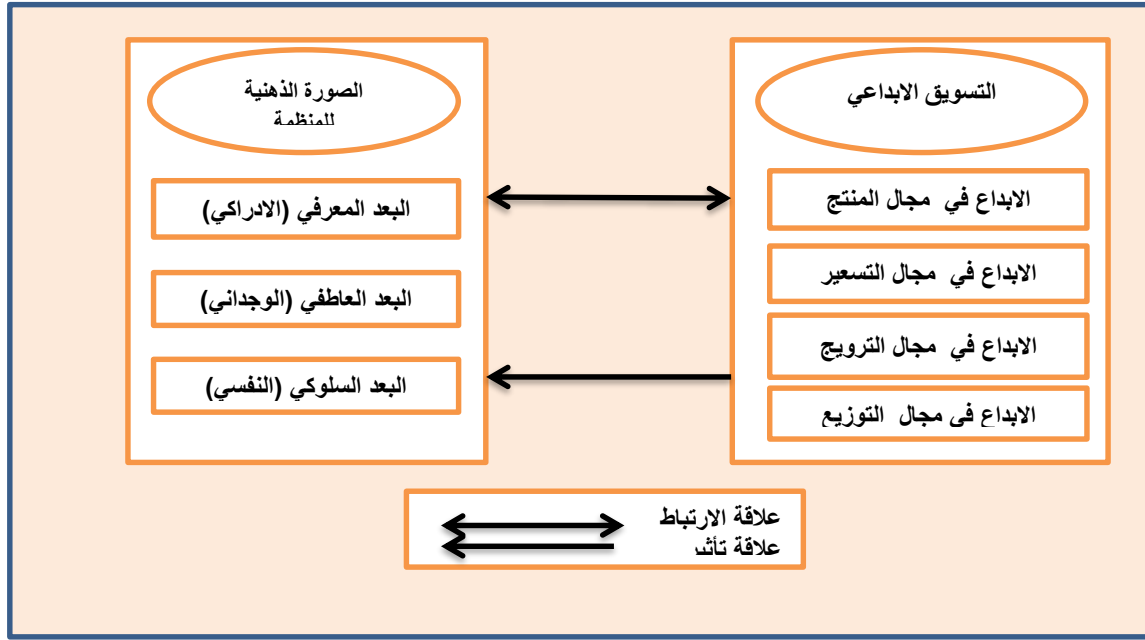 التسويق الابداعي
الابداع في مجال المنتج
الابداع في مجال التسعير
الابداع في مجال الترويج
الابداع في مجال التوزيع
الصورة الذهنية
للمنظمة
البعد المعرفي (الادراكي)
البعد العاطفي (الوجداني)
البعد السلوكي (النفسي)
علاقة الارتباط
علاقة تأثير